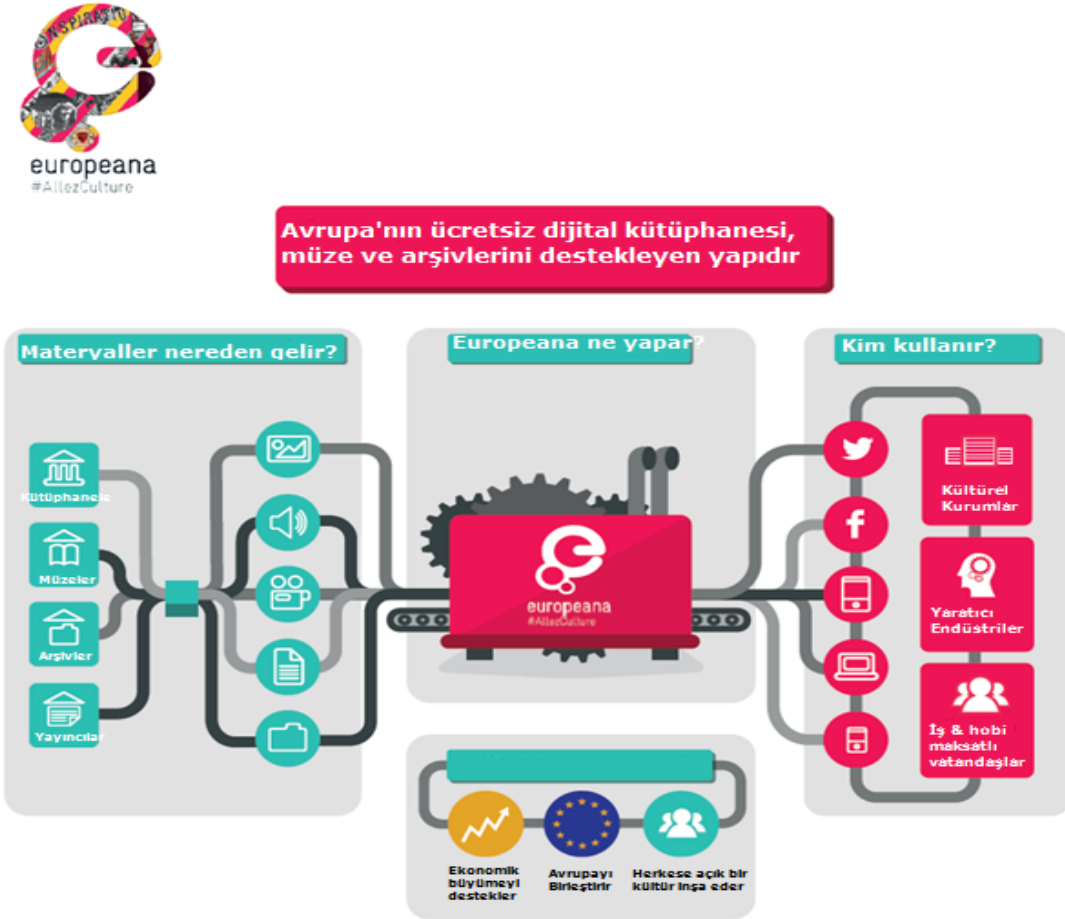 INSPIRATION
europeana
#AllezCulture
Avrupa'nın ücretsiz dijital kütüphanesi,
müze ve arşivlerini destekleyen yapıdır
Materyaller nereden gelir?
Kütüphanele
Müzeler
Arşivler
Yayıncılar
Europeana ne yapar?
europeana
#AllezCulture
Kim kullanır?
Kültürel
Kurumlar
Yaratıcı
Endüstriler
İş & hobi
maksatlı
vatandaşlar
Ekonomik
büyümeyi
destekler
Avrupayı
Birleştirir
Herkese açık bir
kültür inşa eder